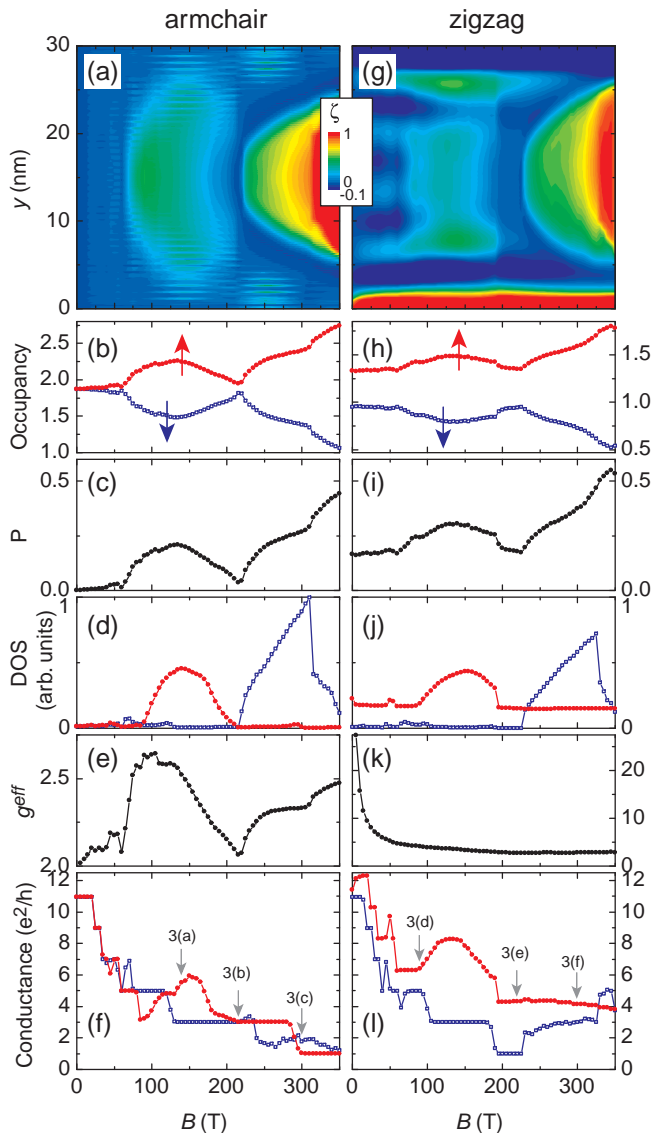 armchair
zigzag
(a)
(g)
30
20
10
0
y (nm)
ζ
1
0
-0.1
(b)
(h)
2.5
2.0
1.5
1.0
Occupancy
1.5
1.0
0.5
(c)
(i)
0.5
0.0
P
0.5
0.0
(d)
(j)
1
0
DOS
(arb. units)
1
0
(e)
(k)
2.5
2.0
g^eff
20
10
0
(f)
(l)
12
10
8
6
4
2
0
Conductance (e²/h)
3(a)
3(b)
3(c)
3(d)
3(e)
3(f)
12
10
8
6
4
2
0
0 100 200 300
0 100 200 300
B (T)
B (T)